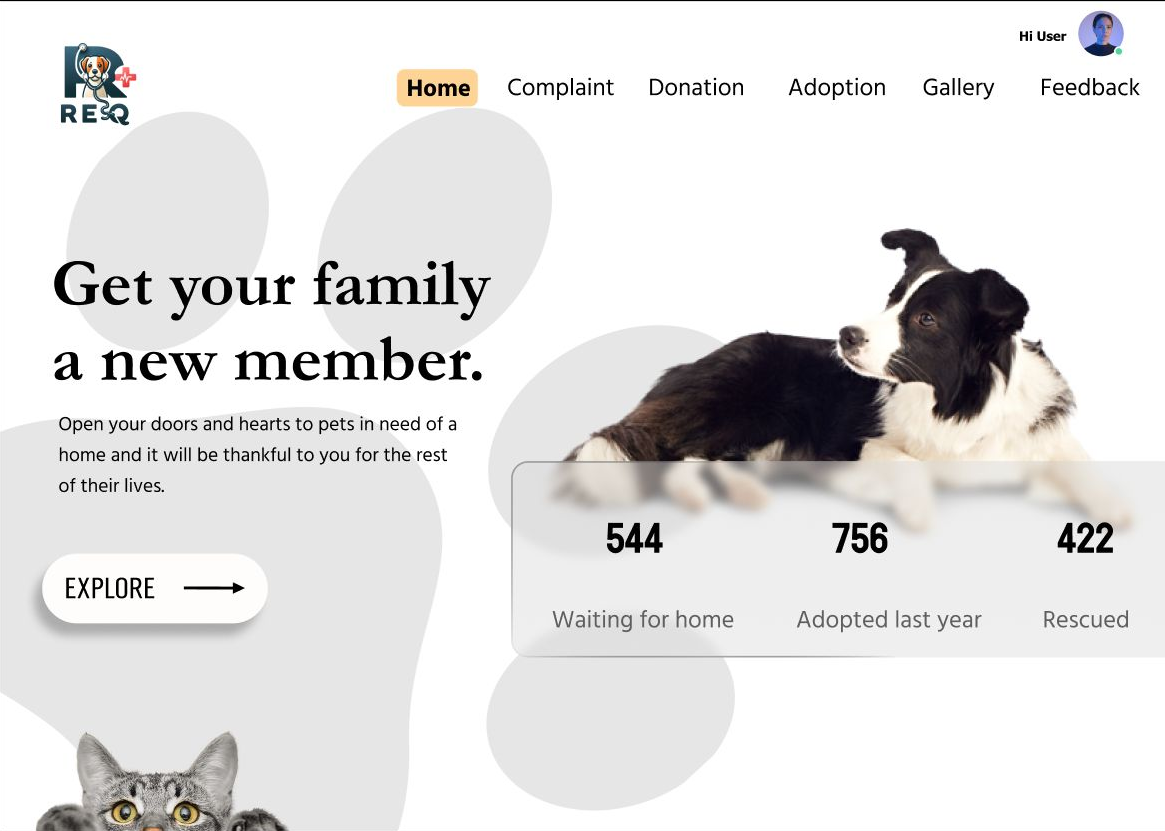 Hi User
RESQ
Home Complaint Donation Adoption Gallery Feedback
Get your family
a new member.
Open your doors and hearts to pets in need of a
home and it will be thankful to you for the rest
of their lives.
EXPLORE
544 756 422
Waiting for home Adopted last year Rescued